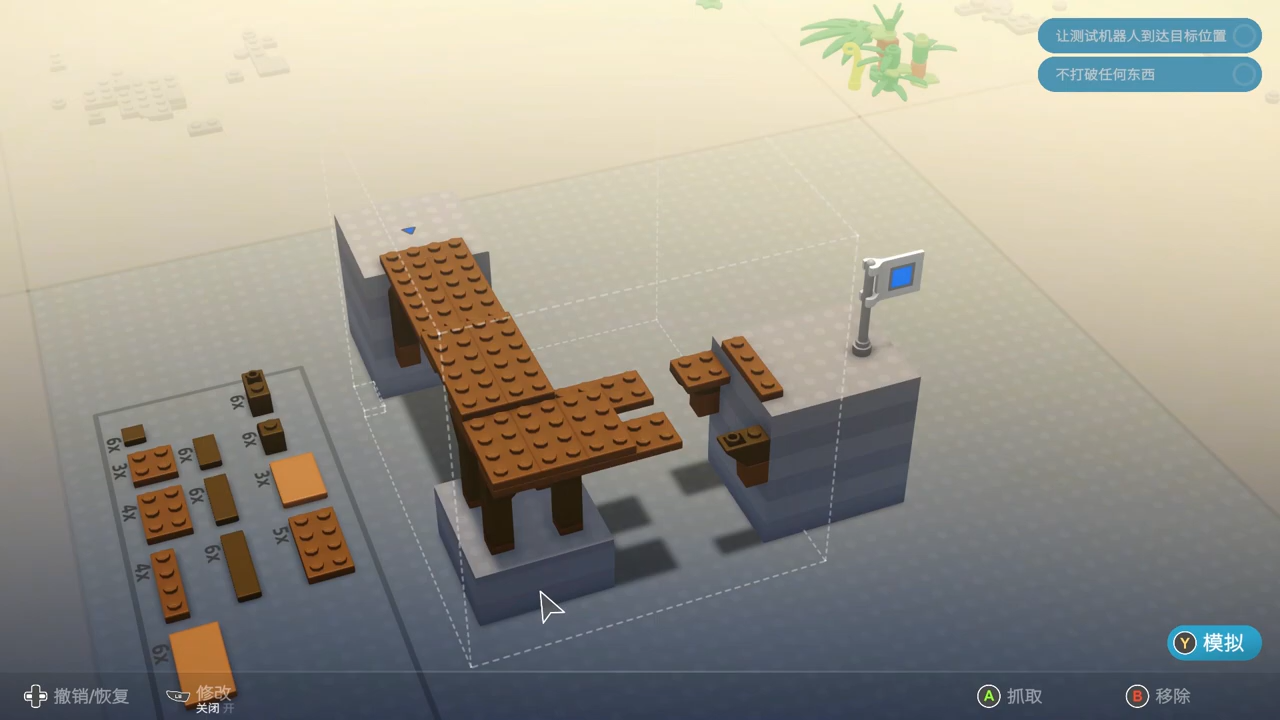 让测试机器人到达目标位置
不打破任何东西
6x
6x
6x
3x
6x
3x
4x
6x
5x
4x
6x
6x
Y 模拟
撤销/恢复
LB 修改
关闭 开
A 抓取
B 移除